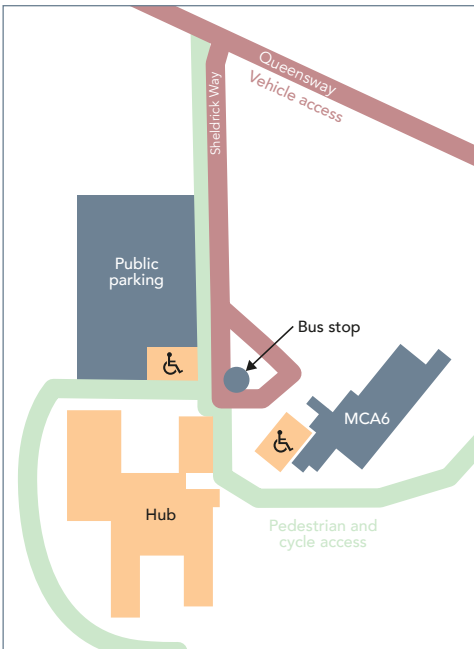 Queensway
Vehicle access
Sheldrick Way
Public
parking
Bus stop
MCA6
Hub
Pedestrian and
cycle access